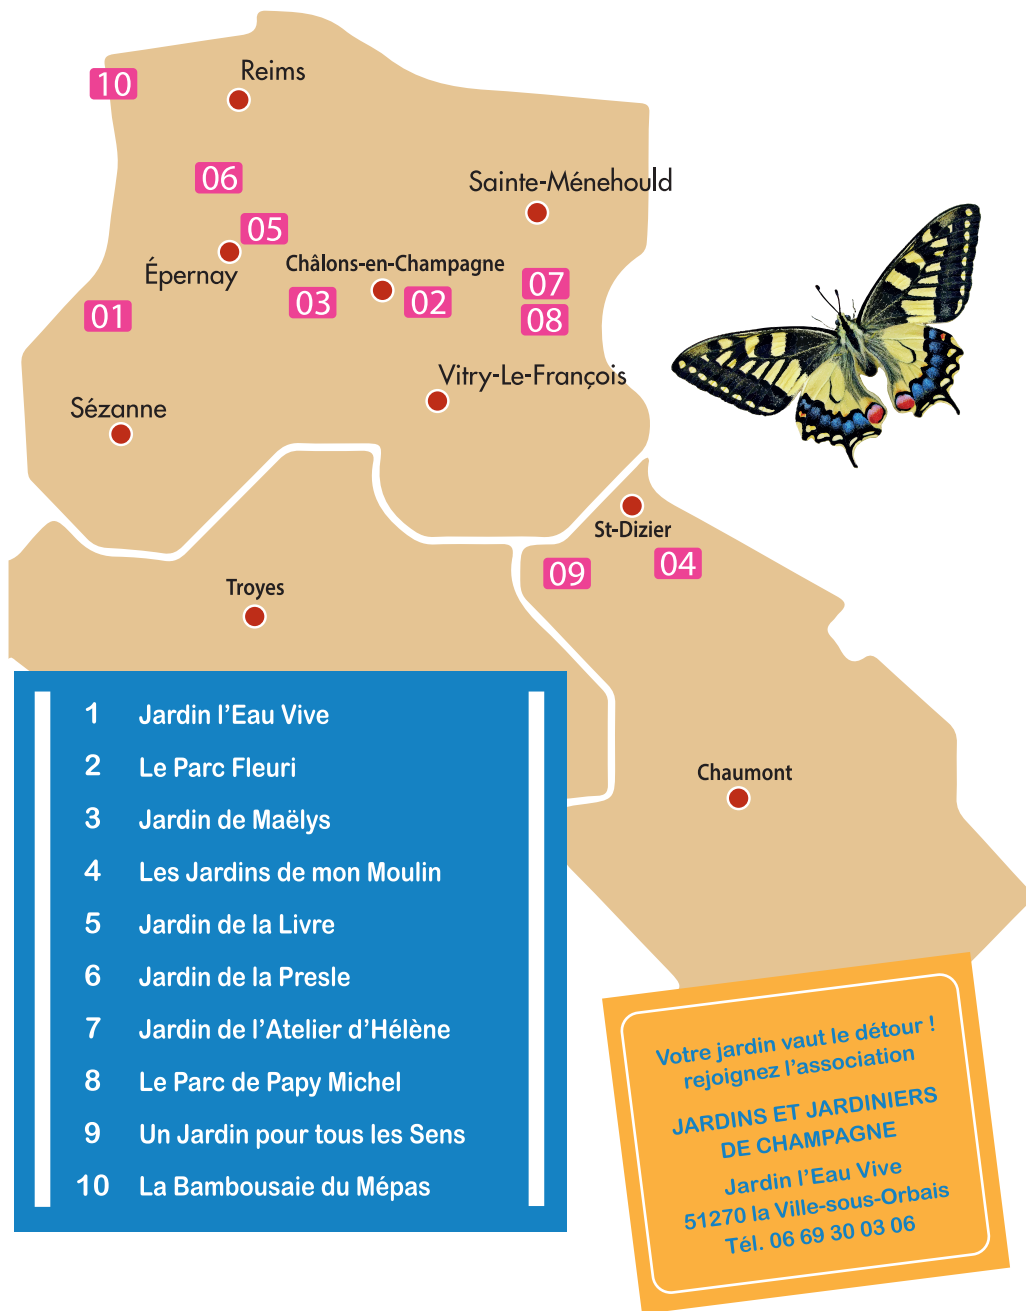 Reims
10
06
Sainte-Ménehould
05
Épernay
Châlons-en-Champagne
07
03
02
01
08
Vitry-Le-François
Sézanne
St-Dizier
09
04
Troyes
Chaumont
1 Jardin l'Eau Vive
2 Le Parc Fleuri
3 Jardin de Maëlys
4 Les Jardins de mon Moulin
5 Jardin de la Livre
6 Jardin de la Presle
7 Jardin de l'Atelier d'Hélène
8 Le Parc de Papy Michel
9 Un Jardin pour tous les Sens
10 La Bambousaie du Mépas
Votre jardin vaut le détour !
rejoignez l'association
JARDINS ET JARDINIERS
DE CHAMPAGNE
Jardin l'Eau Vive
51270 la Ville-sous-Orbais
Tél. 06 69 30 03 06